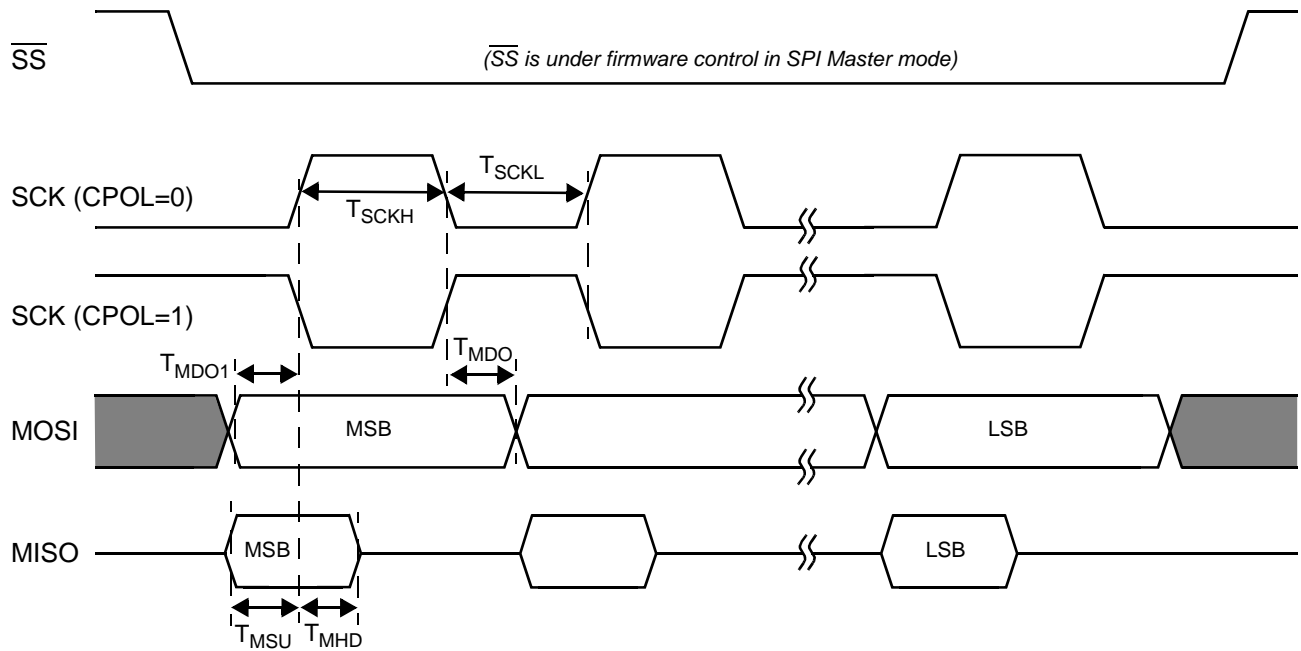 SS
(SS is under firmware control in SPI Master mode)
SCK (CPOL=0)
TSCKH
TSCKL
SCK (CPOL=1)
TMDO1
TMDO
MOSI
MSB
LSB
MISO
MSB
LSB
TMSU
TMHD